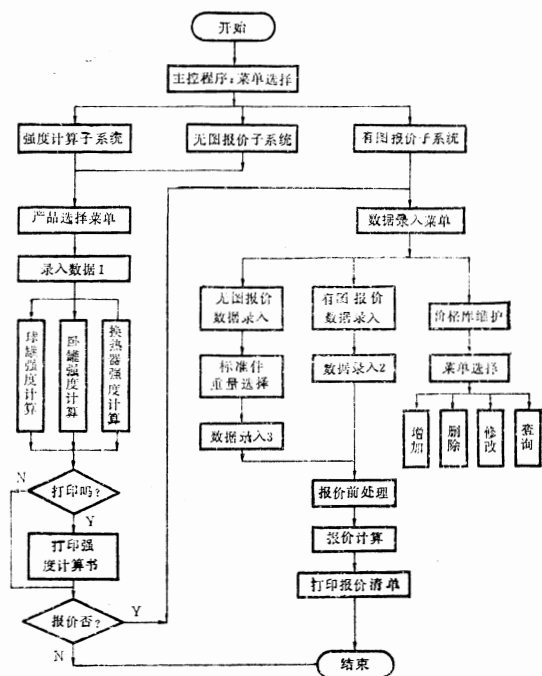 开始
主控程序：菜单选择
强度计算子系统
无图报价子系统
有图报价子系统
产品选择菜单
数据录入菜单
录入数据1
无图报价
数据录入
有图报价
数据录入
价格库维护
球罐强度计算
卧罐强度计算
换热器强度计算
标准件
重量选择
数据录入2
菜单选择
数据录入3
增加
删除
修改
查询
N
打印吗？
Y
报价前处理
打印强
度计算书
报价计算
打印报价清单
报价否？
Y
N
结束